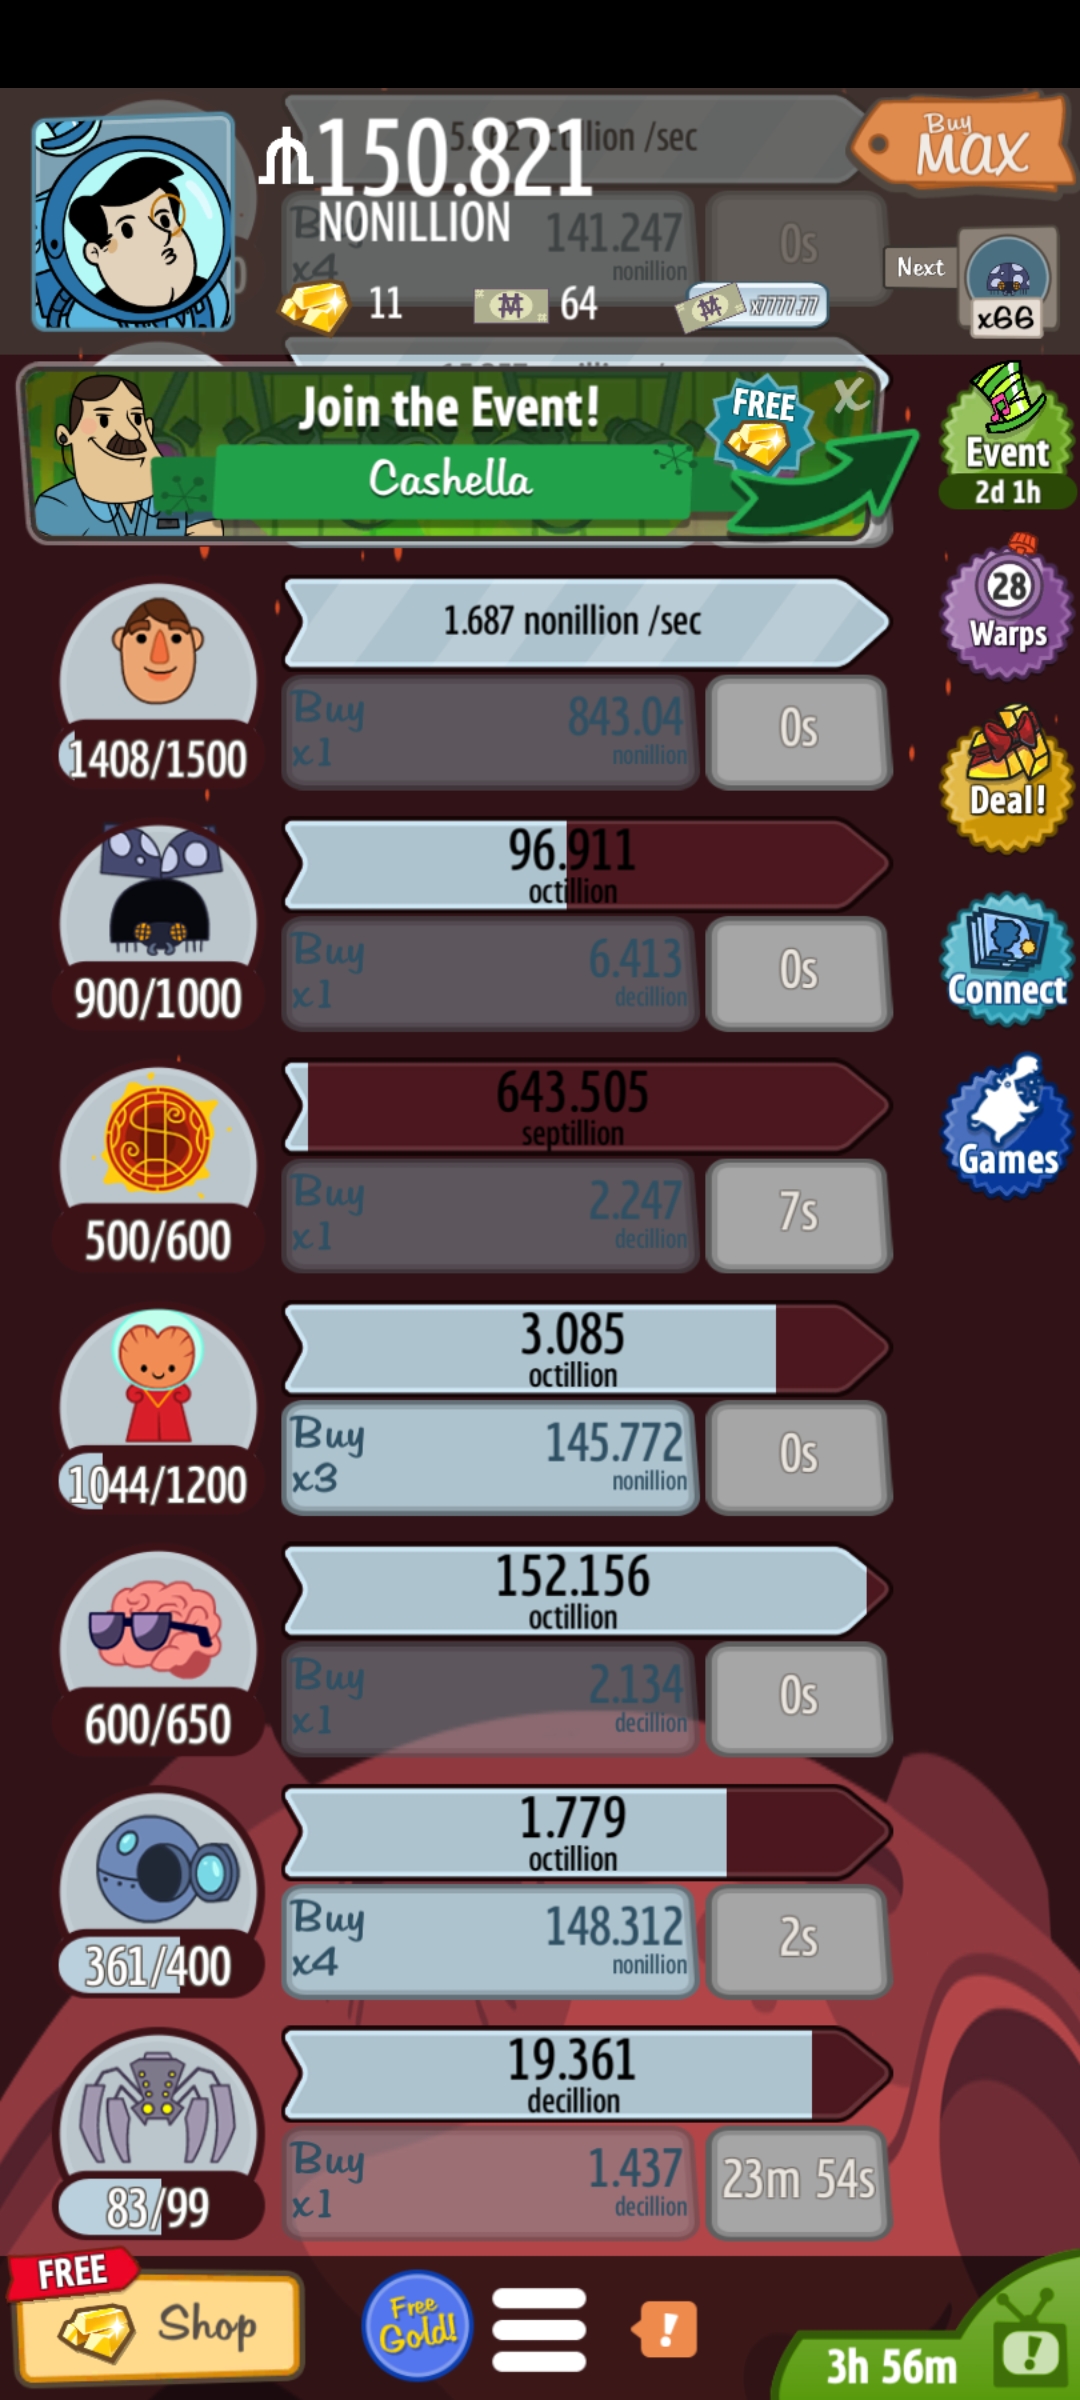 5.162 octillion /sec
₼150.821
NONILLION
Buy
MAX
Buy 141.247
x4 nonillion
0s
Next
x66
11
64
x7777.77
Join the Event!
Cashella
FREE
X
Event
2d 1h
1.687 nonillion /sec
Buy 843.04
x1 nonillion
0s
1408/1500
28
Warps
Deal!
96.911
octillion
Buy 6.413
x1 decillion
0s
900/1000
Connect
643.505
septillion
Buy 2.247
x1 decillion
7s
500/600
Games
3.085
octillion
Buy 145.772
x3 nonillion
0s
1044/1200
152.156
octillion
Buy 2.134
x1 decillion
0s
600/650
1.779
octillion
Buy 148.312
x4 nonillion
2s
361/400
19.361
decillion
Buy 1.437
x1 decillion
23m 54s
83/99
FREE
Shop
Free
Gold!
!
3h 56m
!